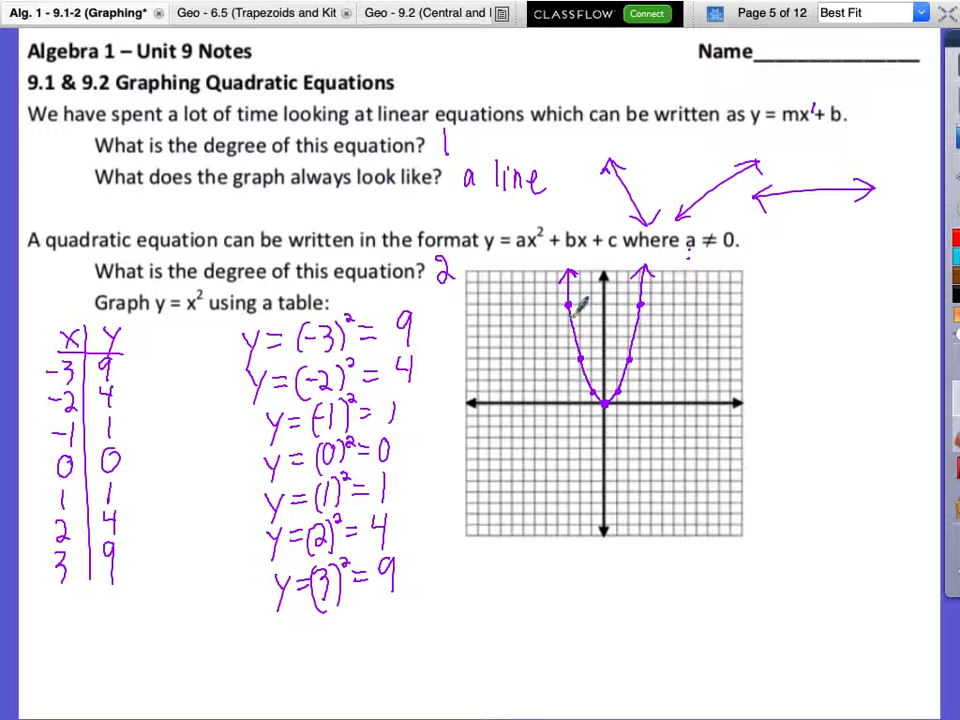 Alg. 1 - 9.1-2 (Graphing* Geo - 6.5 (Trapezoids and Kit Geo - 9.2 (Central and I CLASSFLOW Connect Page 5 of 12 Best Fit
Algebra 1 – Unit 9 Notes Name_______________
9.1 & 9.2 Graphing Quadratic Equations
We have spent a lot of time looking at linear equations which can be written as y = mx¹ + b.
What is the degree of this equation? 1
What does the graph always look like? a line
A quadratic equation can be written in the format y = ax² + bx + c where a ≠ 0.
What is the degree of this equation? 2
Graph y = x² using a table:
x y
-3 9
-2 4
-1 1
0 0
1 1
2 4
3 9
y = (-3)² = 9
y = (-2)² = 4
y = (-1)² = 1
y = (0)² = 0
y = (1)² = 1
y = (2)² = 4
y = (3)² = 9